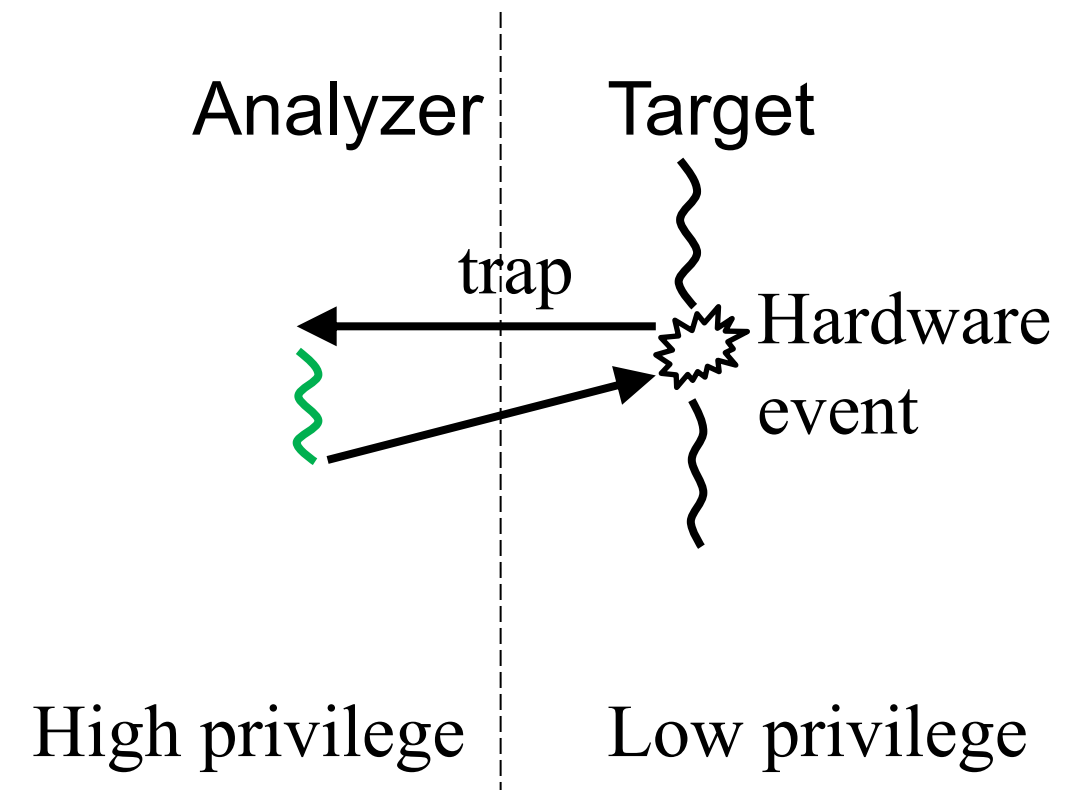 Analyzer
Target
trap
Hardware
event
High privilege
Low privilege